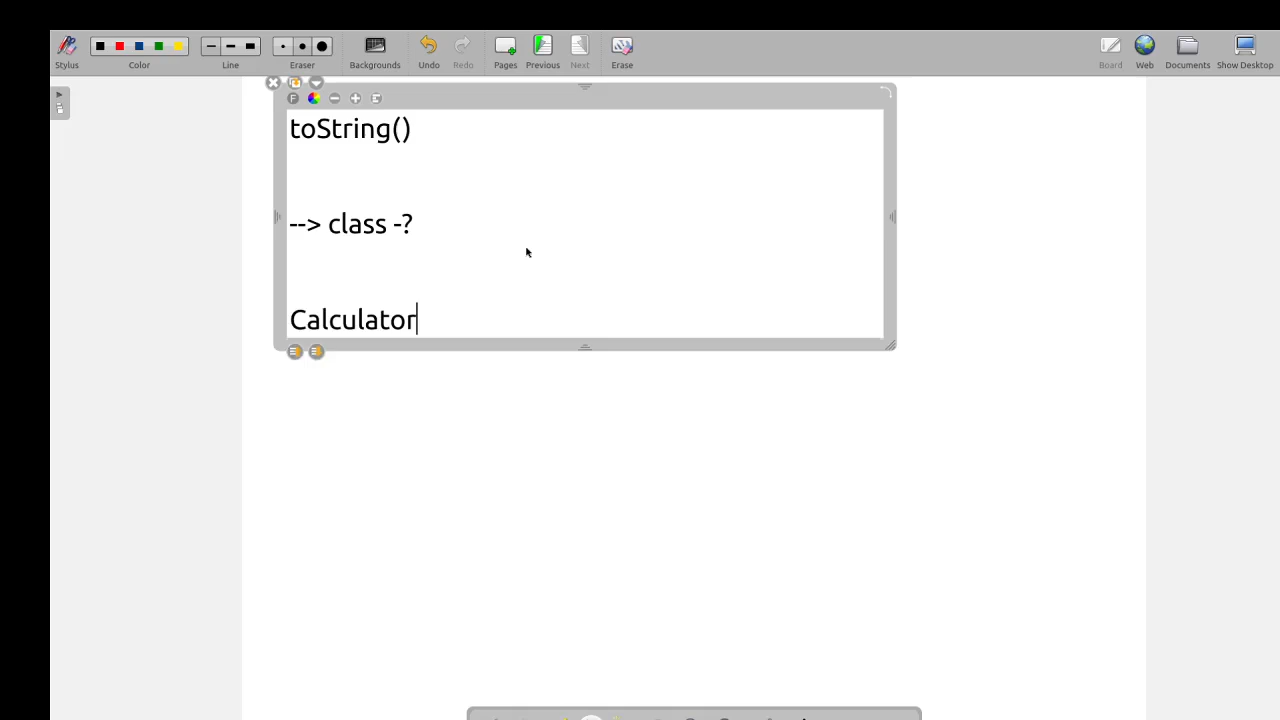 Stylus Color Line Eraser Backgrounds Undo Redo Pages Previous Next Erase Board Web Documents Show Desktop
toString()
--> class -?
Calculator